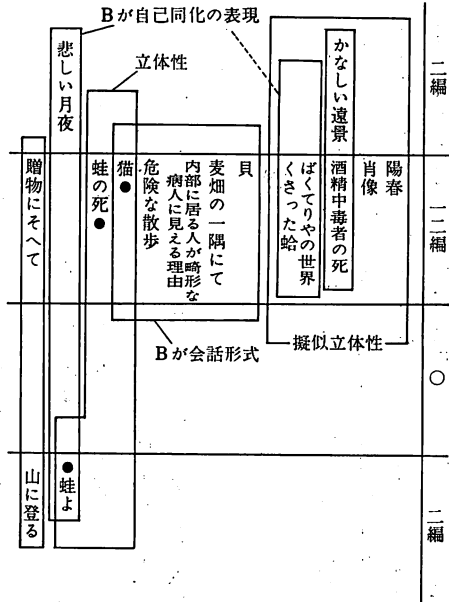 Bが自己同化の表現
立体性
二編
一二編
〇
二編
かなしい遠景
陽春
肖像
酒精中毒者の死
ばくてりやの世界
くさった蛤
貝
麦畑の一隅にて
内部に居る人が畸形な
病人に見える理由
危険な散歩
猫●
蛙の死●
悲しい月夜
贈物にそへて
擬似立体性
Bが会話形式
●蛙よ
山に登る